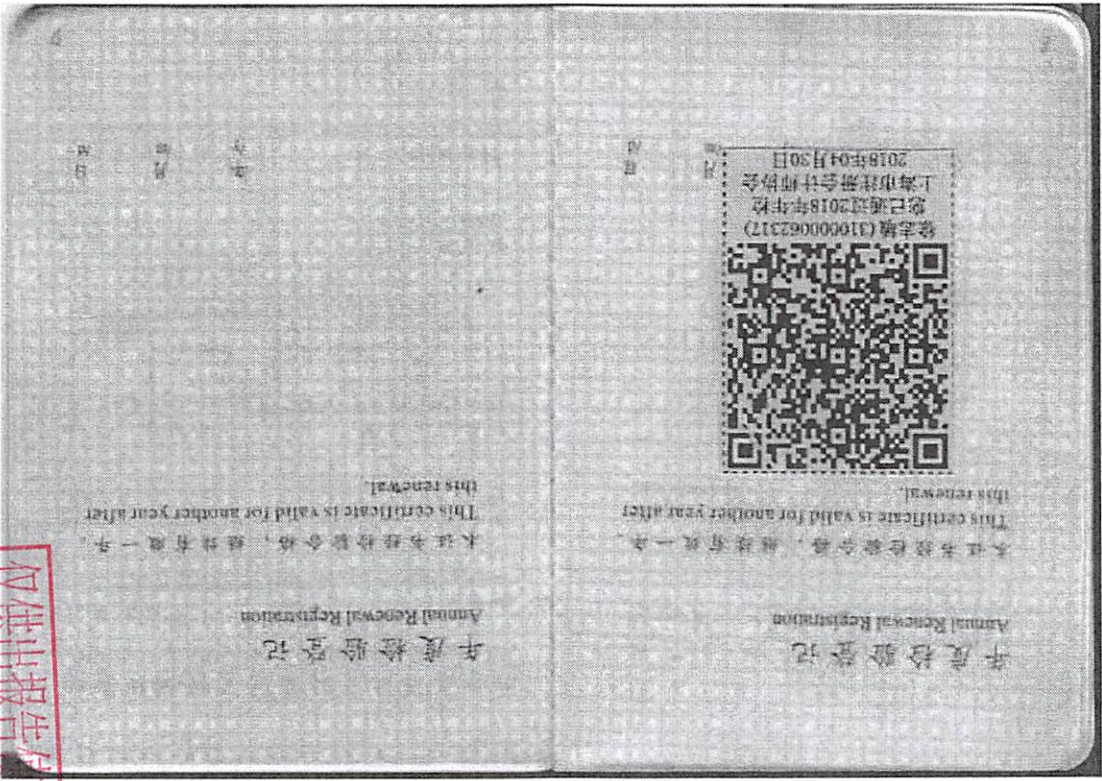 年度检验登记
Annual Renewal Registration
本证书经检验合格，继续有效一年。
This certificate is valid for another year after
this renewal.
徐志敏(310000062317)
您已通过2018年年检
上海市注册会计师协会
2018年04月30日
月
日
年度检验登记
Annual Renewal Registration
本证书经检验合格，继续有效一年。
This certificate is valid for another year after
this renewal.
年 月 日
仅供出报告